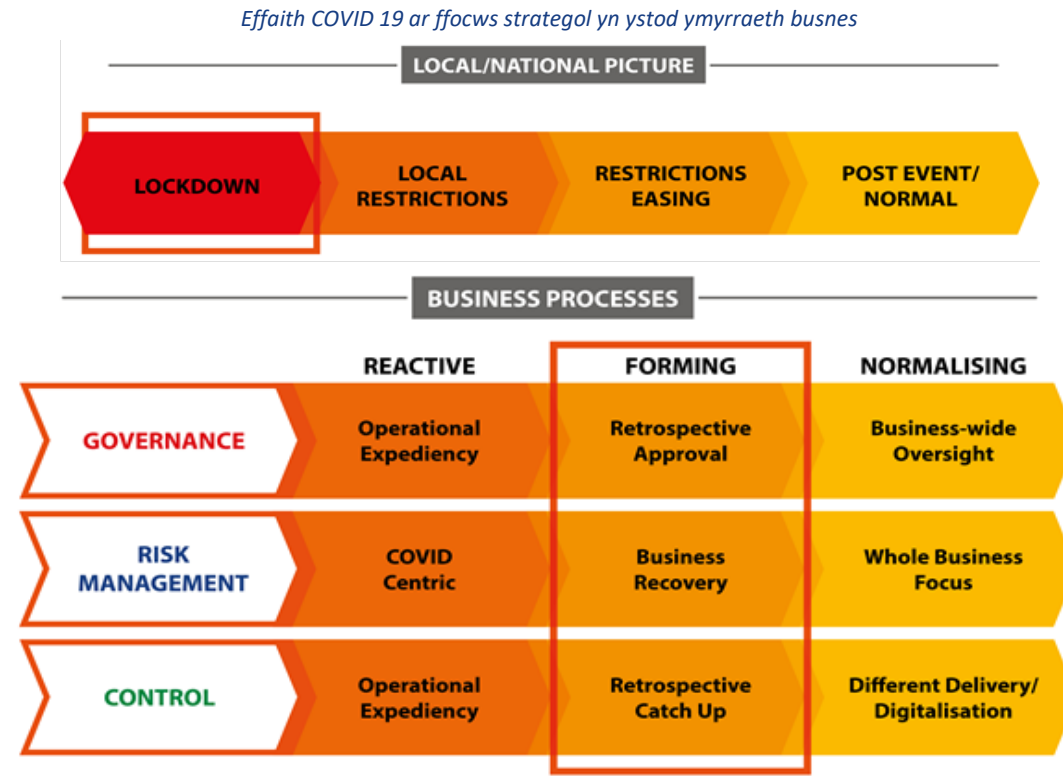 Effaith COVID 19 ar ffocws strategol yn ystod ymyrraeth busnes
LOCAL/NATIONAL PICTURE
LOCKDOWN
LOCAL
RESTRICTIONS
RESTRICTIONS
EASING
POST EVENT/
NORMAL
BUSINESS PROCESSES
REACTIVE
FORMING
NORMALISING
GOVERNANCE
Operational
Expediency
Retrospective
Approval
Business-wide
Oversight
RISK
MANAGEMENT
COVID
Centric
Business
Recovery
Whole Business
Focus
CONTROL
Operational
Expediency
Retrospective
Catch Up
Different Delivery/
Digitalisation